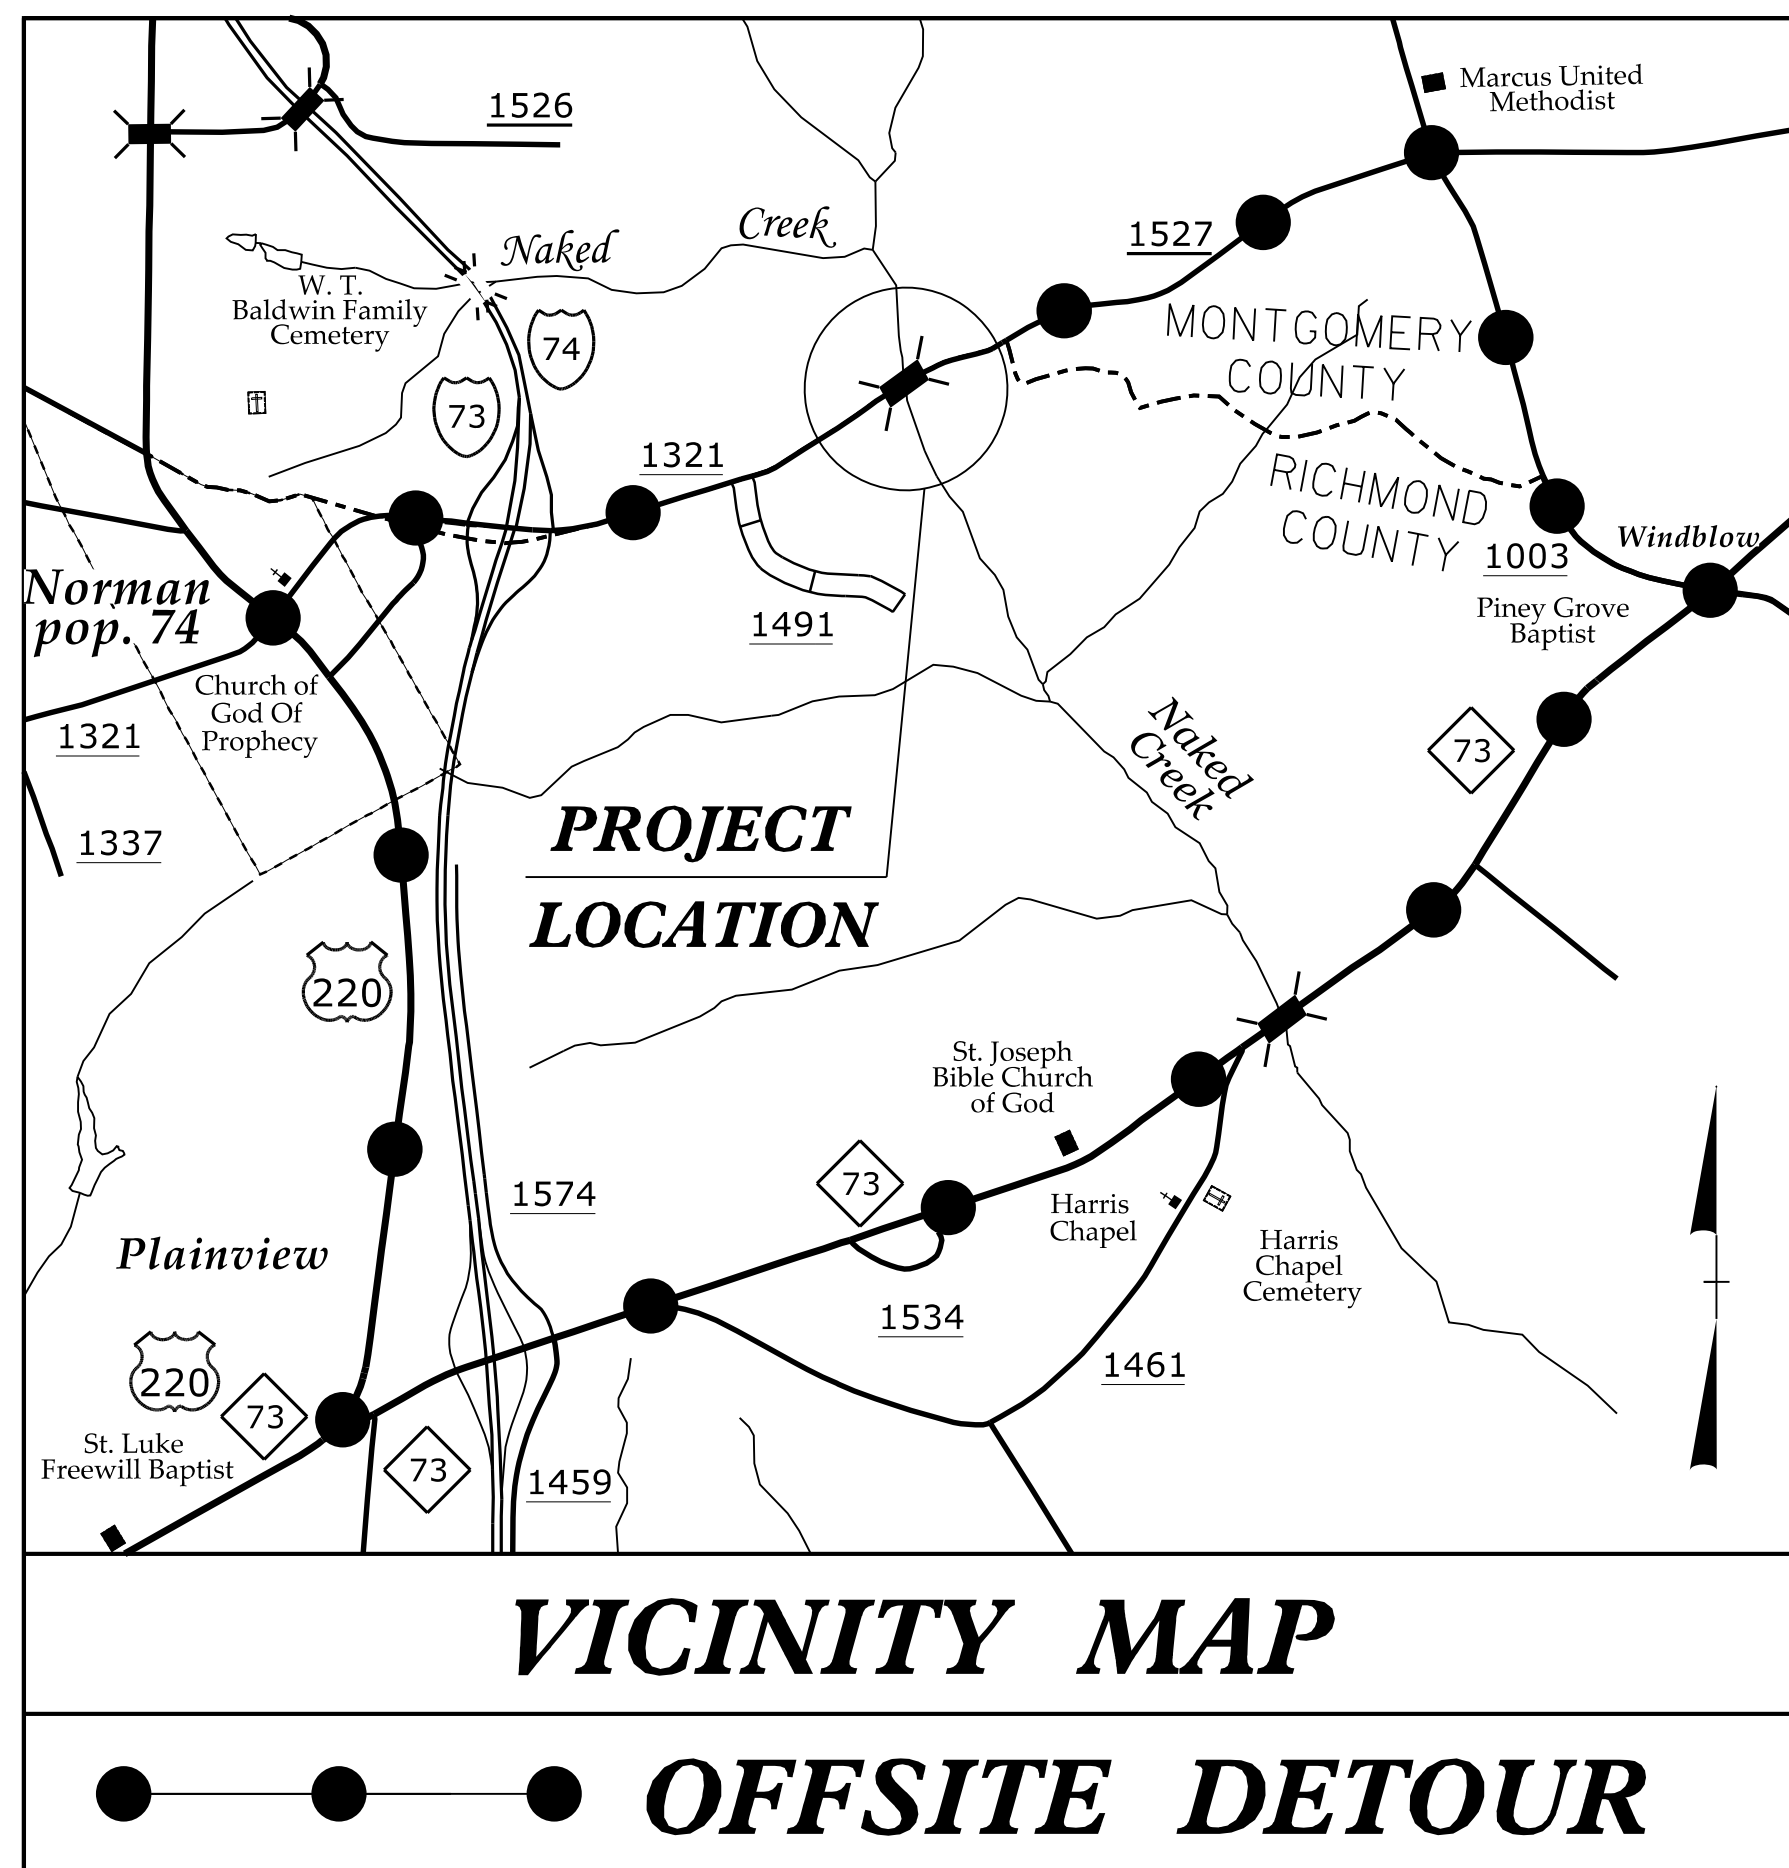 Marcus United
Methodist
1526
1527
Naked
Creek
W. T.
Baldwin Family
Cemetery
74
73
MONTGOMERY
COUNTY
1321
RICHMOND
COUNTY
1003
Windblow
Norman
pop. 74
1491
Piney Grove
Baptist
Church of
God Of
Prophecy
1321
1337
Naked
Creek
73
PROJECT
LOCATION
220
St. Joseph
Bible Church
of God
73
1574
Harris
Chapel
Harris
Chapel
Cemetery
Plainview
1534
1461
220
73
St. Luke
Freewill Baptist
73
1459
VICINITY MAP
OFFSITE DETOUR